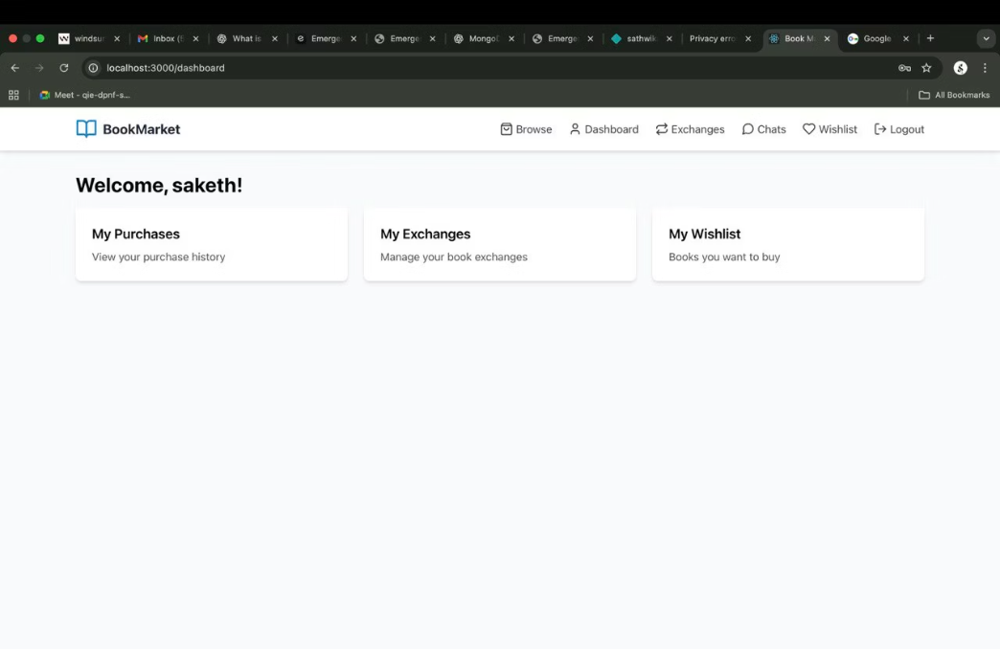 windsu
Inbox (
What is
Emerge
Emerge
MongoD
Emerge
sathwik
Privacy erro
Book M
Google
localhost:3000/dashboard
Meet - qie-dpnf-s...
All Bookmarks
BookMarket
Browse
Dashboard
Exchanges
Chats
Wishlist
Logout
Welcome, saketh!
My Purchases
View your purchase history
My Exchanges
Manage your book exchanges
My Wishlist
Books you want to buy